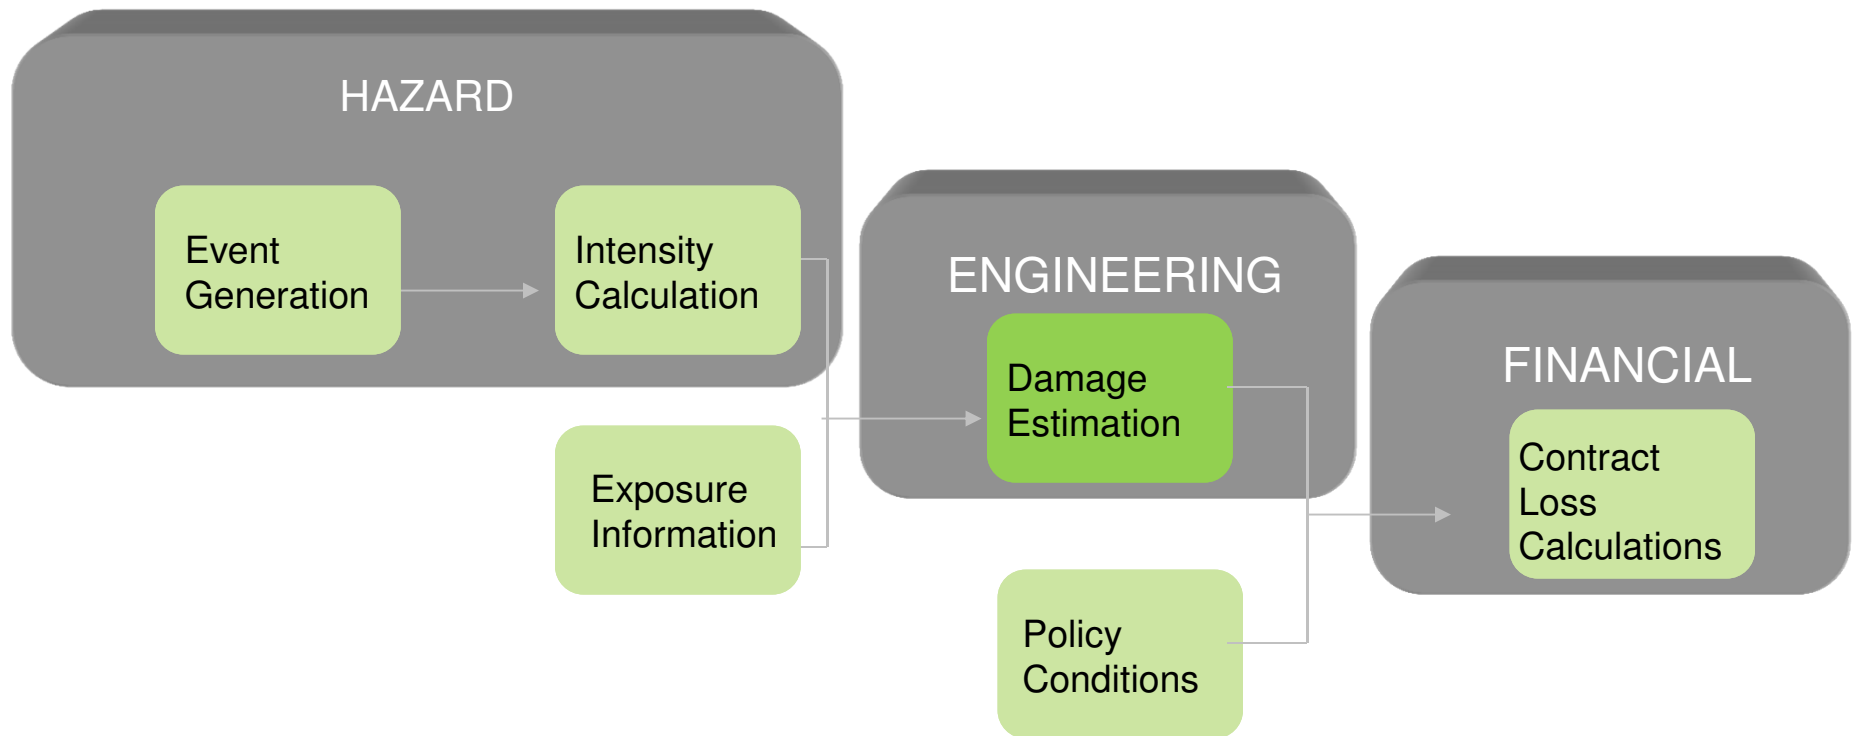 HAZARD
Event
Generation
Intensity
Calculation
Exposure
Information
ENGINEERING
Damage
Estimation
Policy
Conditions
FINANCIAL
Contract
Loss
Calculations